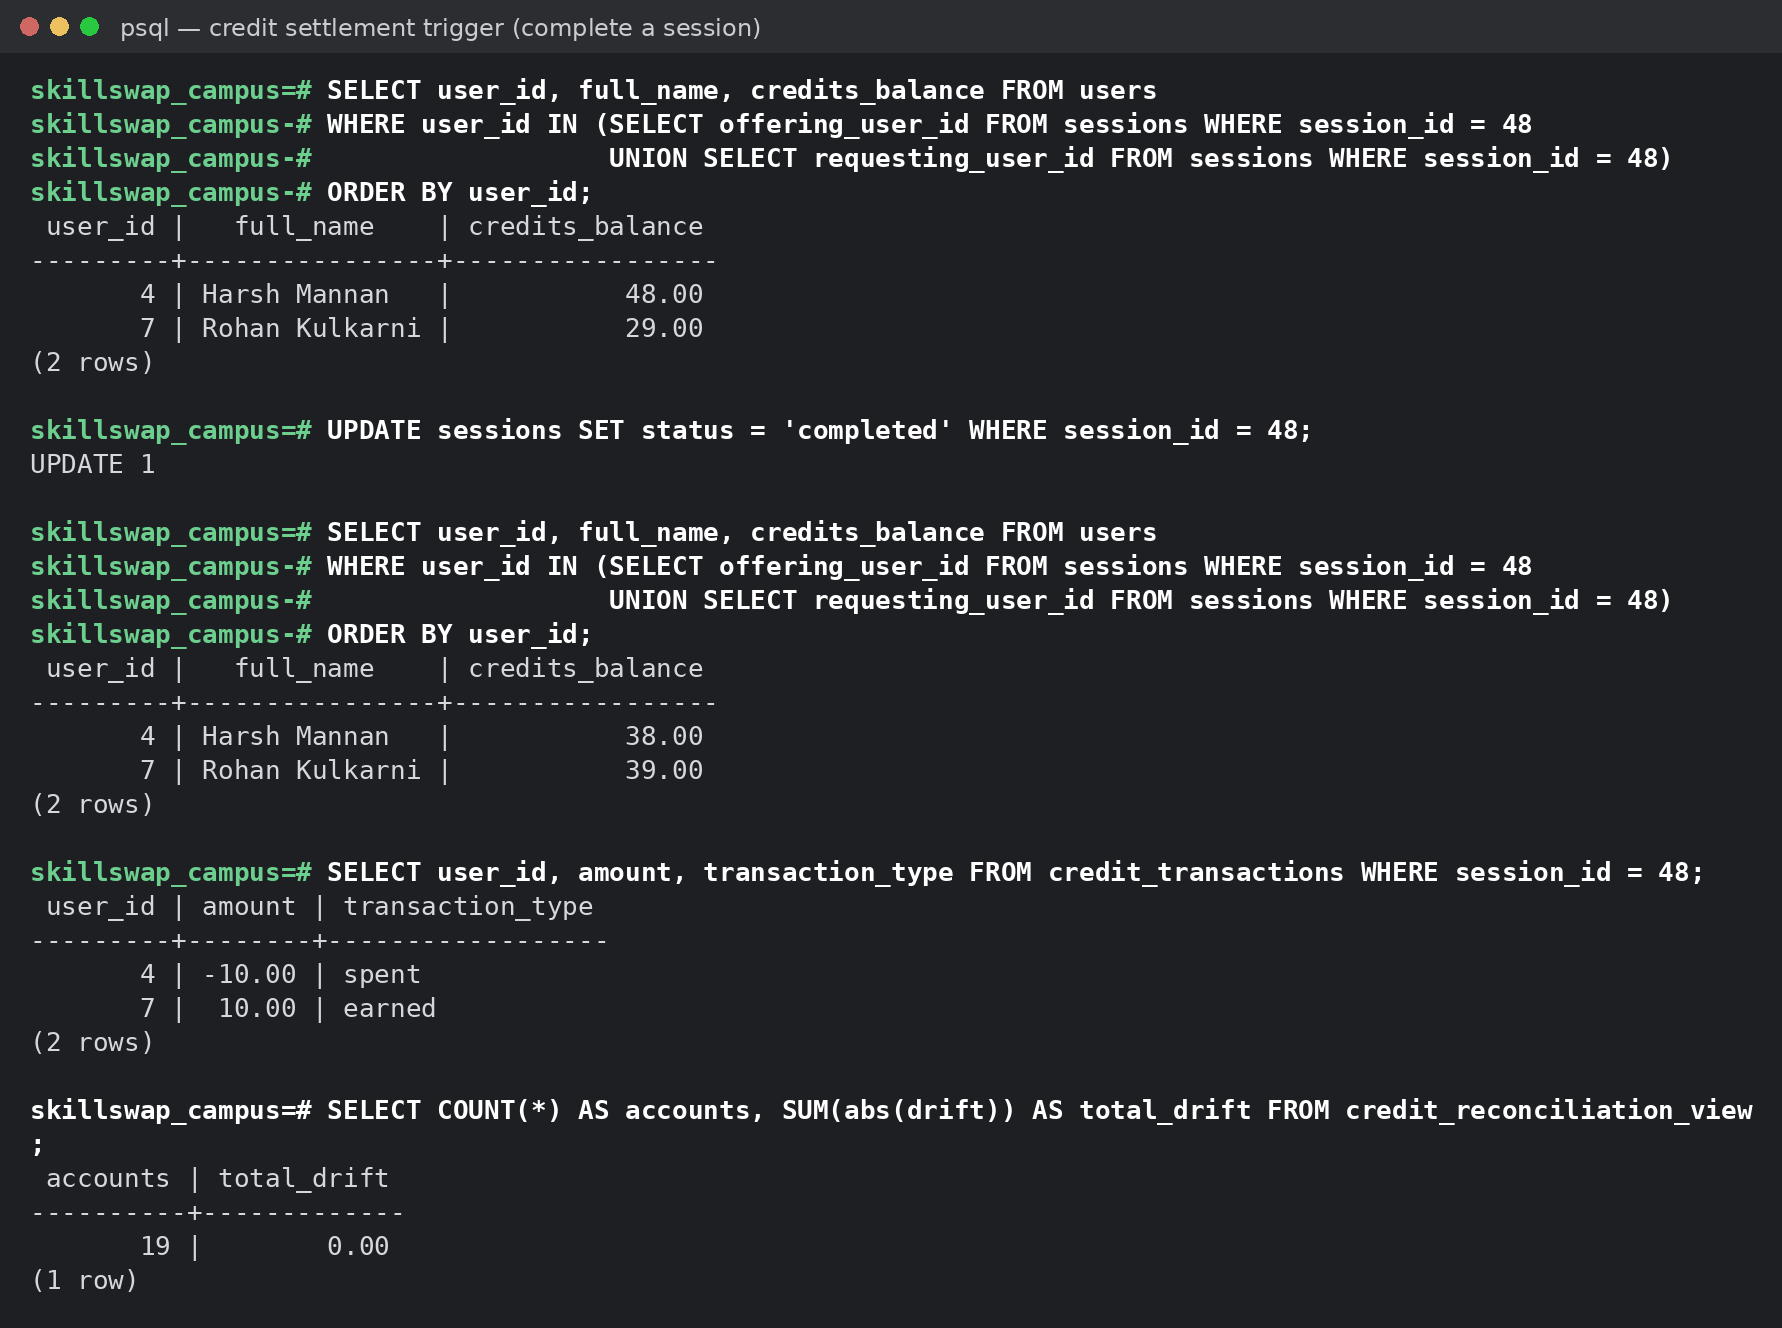 psql — credit settlement trigger (complete a session)
skillswap_campus=# SELECT user_id, full_name, credits_balance FROM users
skillswap_campus-# WHERE user_id IN (SELECT offering_user_id FROM sessions WHERE session_id = 48
skillswap_campus-#                   UNION SELECT requesting_user_id FROM sessions WHERE session_id = 48)
skillswap_campus-# ORDER BY user_id;
 user_id |   full_name    | credits_balance
---------+----------------+-----------------
       4 | Harsh Mannan   |           48.00
       7 | Rohan Kulkarni |           29.00
(2 rows)

skillswap_campus=# UPDATE sessions SET status = 'completed' WHERE session_id = 48;
UPDATE 1

skillswap_campus=# SELECT user_id, full_name, credits_balance FROM users
skillswap_campus-# WHERE user_id IN (SELECT offering_user_id FROM sessions WHERE session_id = 48
skillswap_campus-#                   UNION SELECT requesting_user_id FROM sessions WHERE session_id = 48)
skillswap_campus-# ORDER BY user_id;
 user_id |   full_name    | credits_balance
---------+----------------+-----------------
       4 | Harsh Mannan   |           38.00
       7 | Rohan Kulkarni |           39.00
(2 rows)

skillswap_campus=# SELECT user_id, amount, transaction_type FROM credit_transactions WHERE session_id = 48;
 user_id | amount | transaction_type
---------+--------+------------------
       4 | -10.00 | spent
       7 |  10.00 | earned
(2 rows)

skillswap_campus=# SELECT COUNT(*) AS accounts, SUM(abs(drift)) AS total_drift FROM credit_reconciliation_view
;
 accounts | total_drift
----------+-------------
       19 |        0.00
(1 row)